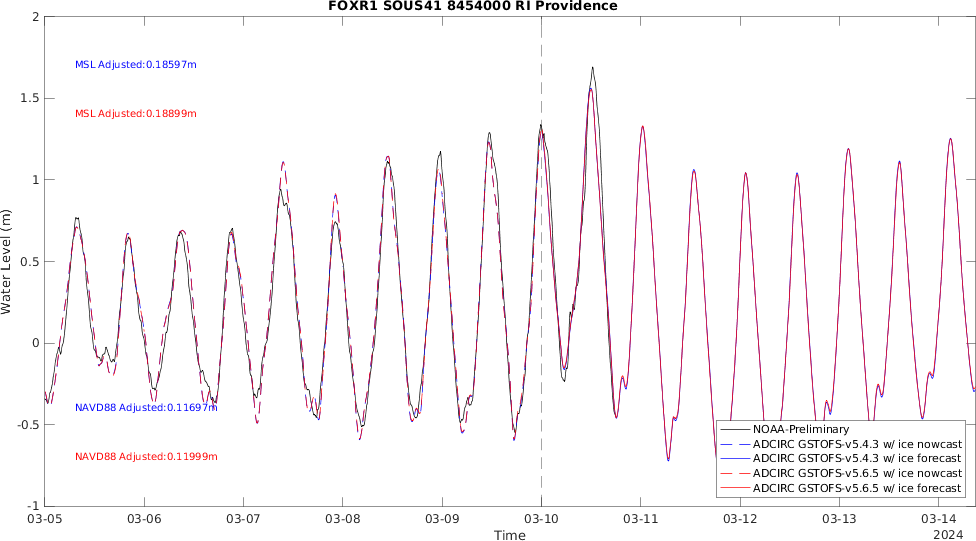 FOXR1 SOUS41 8454000 RI Providence
2
MSL Adjusted:0.18597m
1.5
MSL Adjusted:0.18899m
1
Water Level (m)
0.5
0
NAVD88 Adjusted:0.11697m
-0.5
NOAA-Preliminary
ADCIRC GSTOFS-v5.4.3 w/ ice nowcast
NAVD88 Adjusted:0.11999m
ADCIRC GSTOFS-v5.4.3 w/ ice forecast
ADCIRC GSTOFS-v5.6.5 w/ ice nowcast
ADCIRC GSTOFS-v5.6.5 w/ ice forecast
-1
03-05 03-06 03-07 03-08 03-09 03-10 03-11 03-12 03-13 03-14
Time
2024